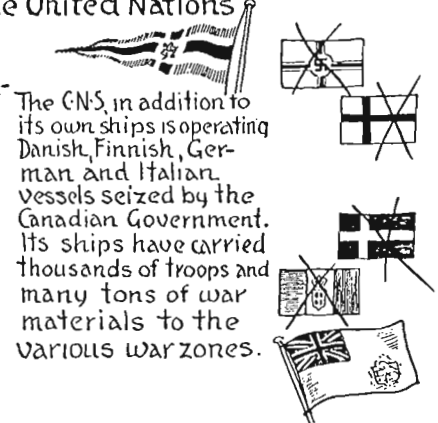 e United Nations
The C·N·S, in addition to
its own ships is operating
Danish, Finnish, Ger-
man and Italian
vessels seized by the
Canadian Government.
Its ships have carried
thousands of troops and
many tons of war
materials to the
various war zones.